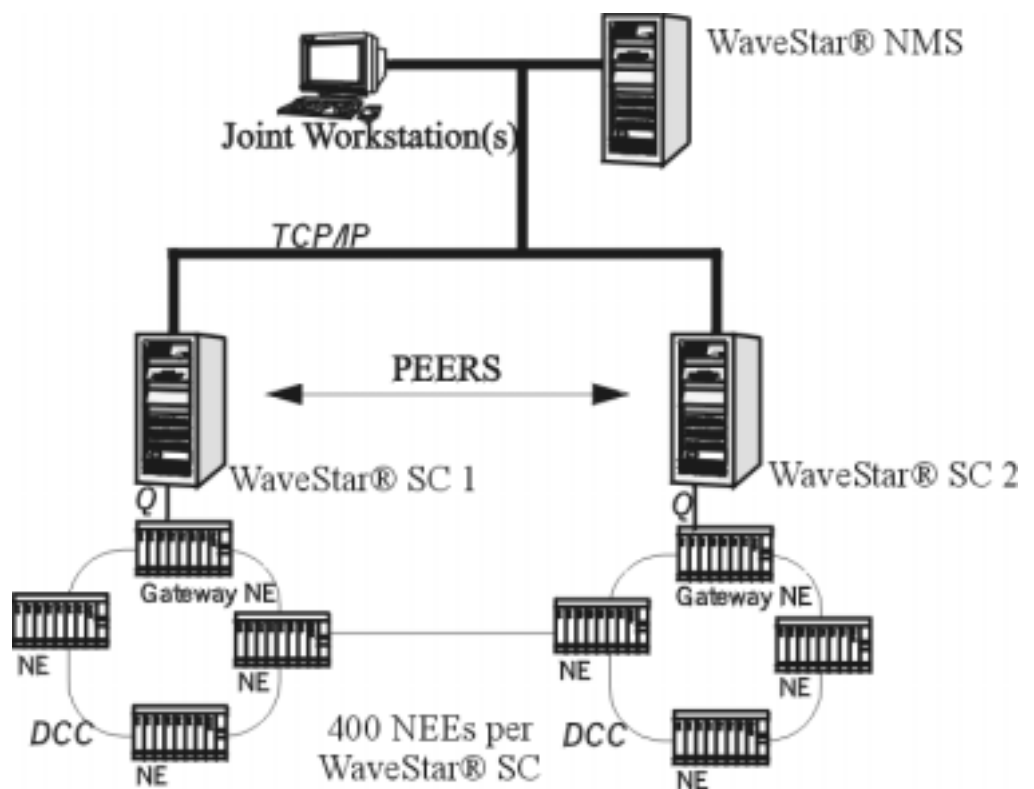 WaveStar® NMS
Joint Workstation(s)
TCP/IP
PEERS
WaveStar® SC 1
WaveStar® SC 2
Q
Q
Gateway NE
Gateway NE
NE
NE
NE
NE
DCC
400 NEEs per
WaveStar® SC
DCC
NE
NE